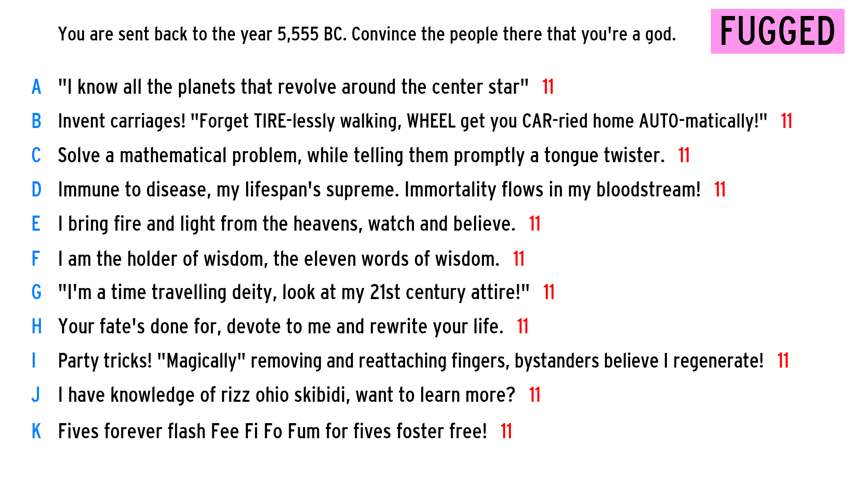 You are sent back to the year 5,555 BC. Convince the people there that you're a god. FUGGED
A "I know all the planets that revolve around the center star" 11
B Invent carriages! "Forget TIRE-lessly walking, WHEEL get you CAR-ried home AUTO-matically!" 11
C Solve a mathematical problem, while telling them promptly a tongue twister. 11
D Immune to disease, my lifespan's supreme. Immortality flows in my bloodstream! 11
E I bring fire and light from the heavens, watch and believe. 11
F I am the holder of wisdom, the eleven words of wisdom. 11
G "I'm a time travelling deity, look at my 21st century attire!" 11
H Your fate's done for, devote to me and rewrite your life. 11
I Party tricks! "Magically" removing and reattaching fingers, bystanders believe I regenerate! 11
J I have knowledge of rizz ohio skibidi, want to learn more? 11
K Fives forever flash Fee Fi Fo Fum for fives foster free! 11